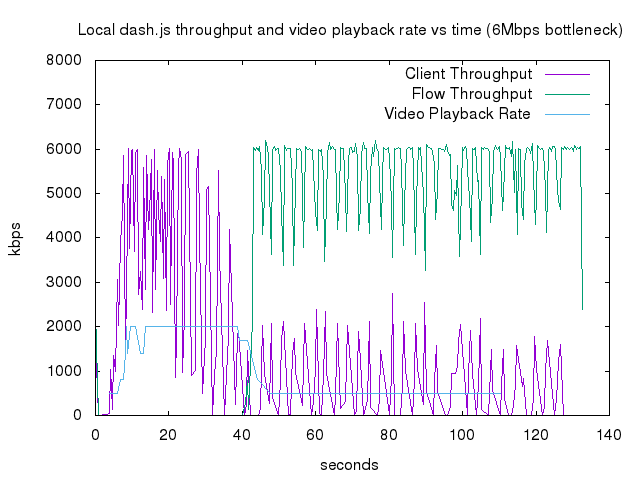 Local dash.js throughput and video playback rate vs time (6Mbps bottleneck)
8000
7000
6000
5000
4000
3000
2000
1000
0
kbps
Client Throughput
Flow Throughput
Video Playback Rate
0 20 40 60 80 100 120 140
seconds